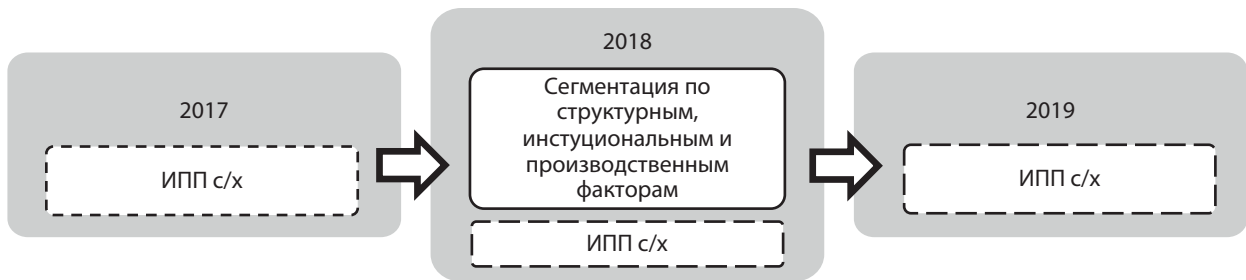 2017
ИПП с/х
2018
Сегментация по
структурным,
инстуциональным и
производственным
факторам
ИПП с/х
2019
ИПП с/х